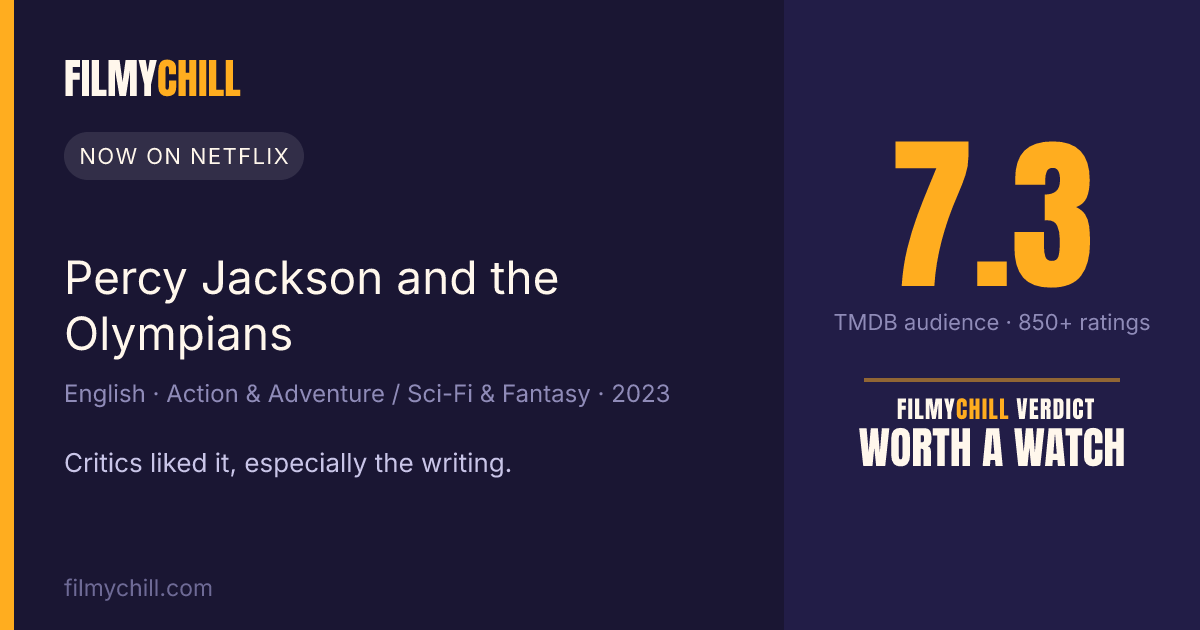 FILMYCHILL
NOW ON NETFLIX
Percy Jackson and the
Olympians
English · Action & Adventure / Sci-Fi & Fantasy · 2023
Critics liked it, especially the writing.
filmychill.com
7.3
TMDB audience · 850+ ratings
FILMYCHILL VERDICT
WORTH A WATCH